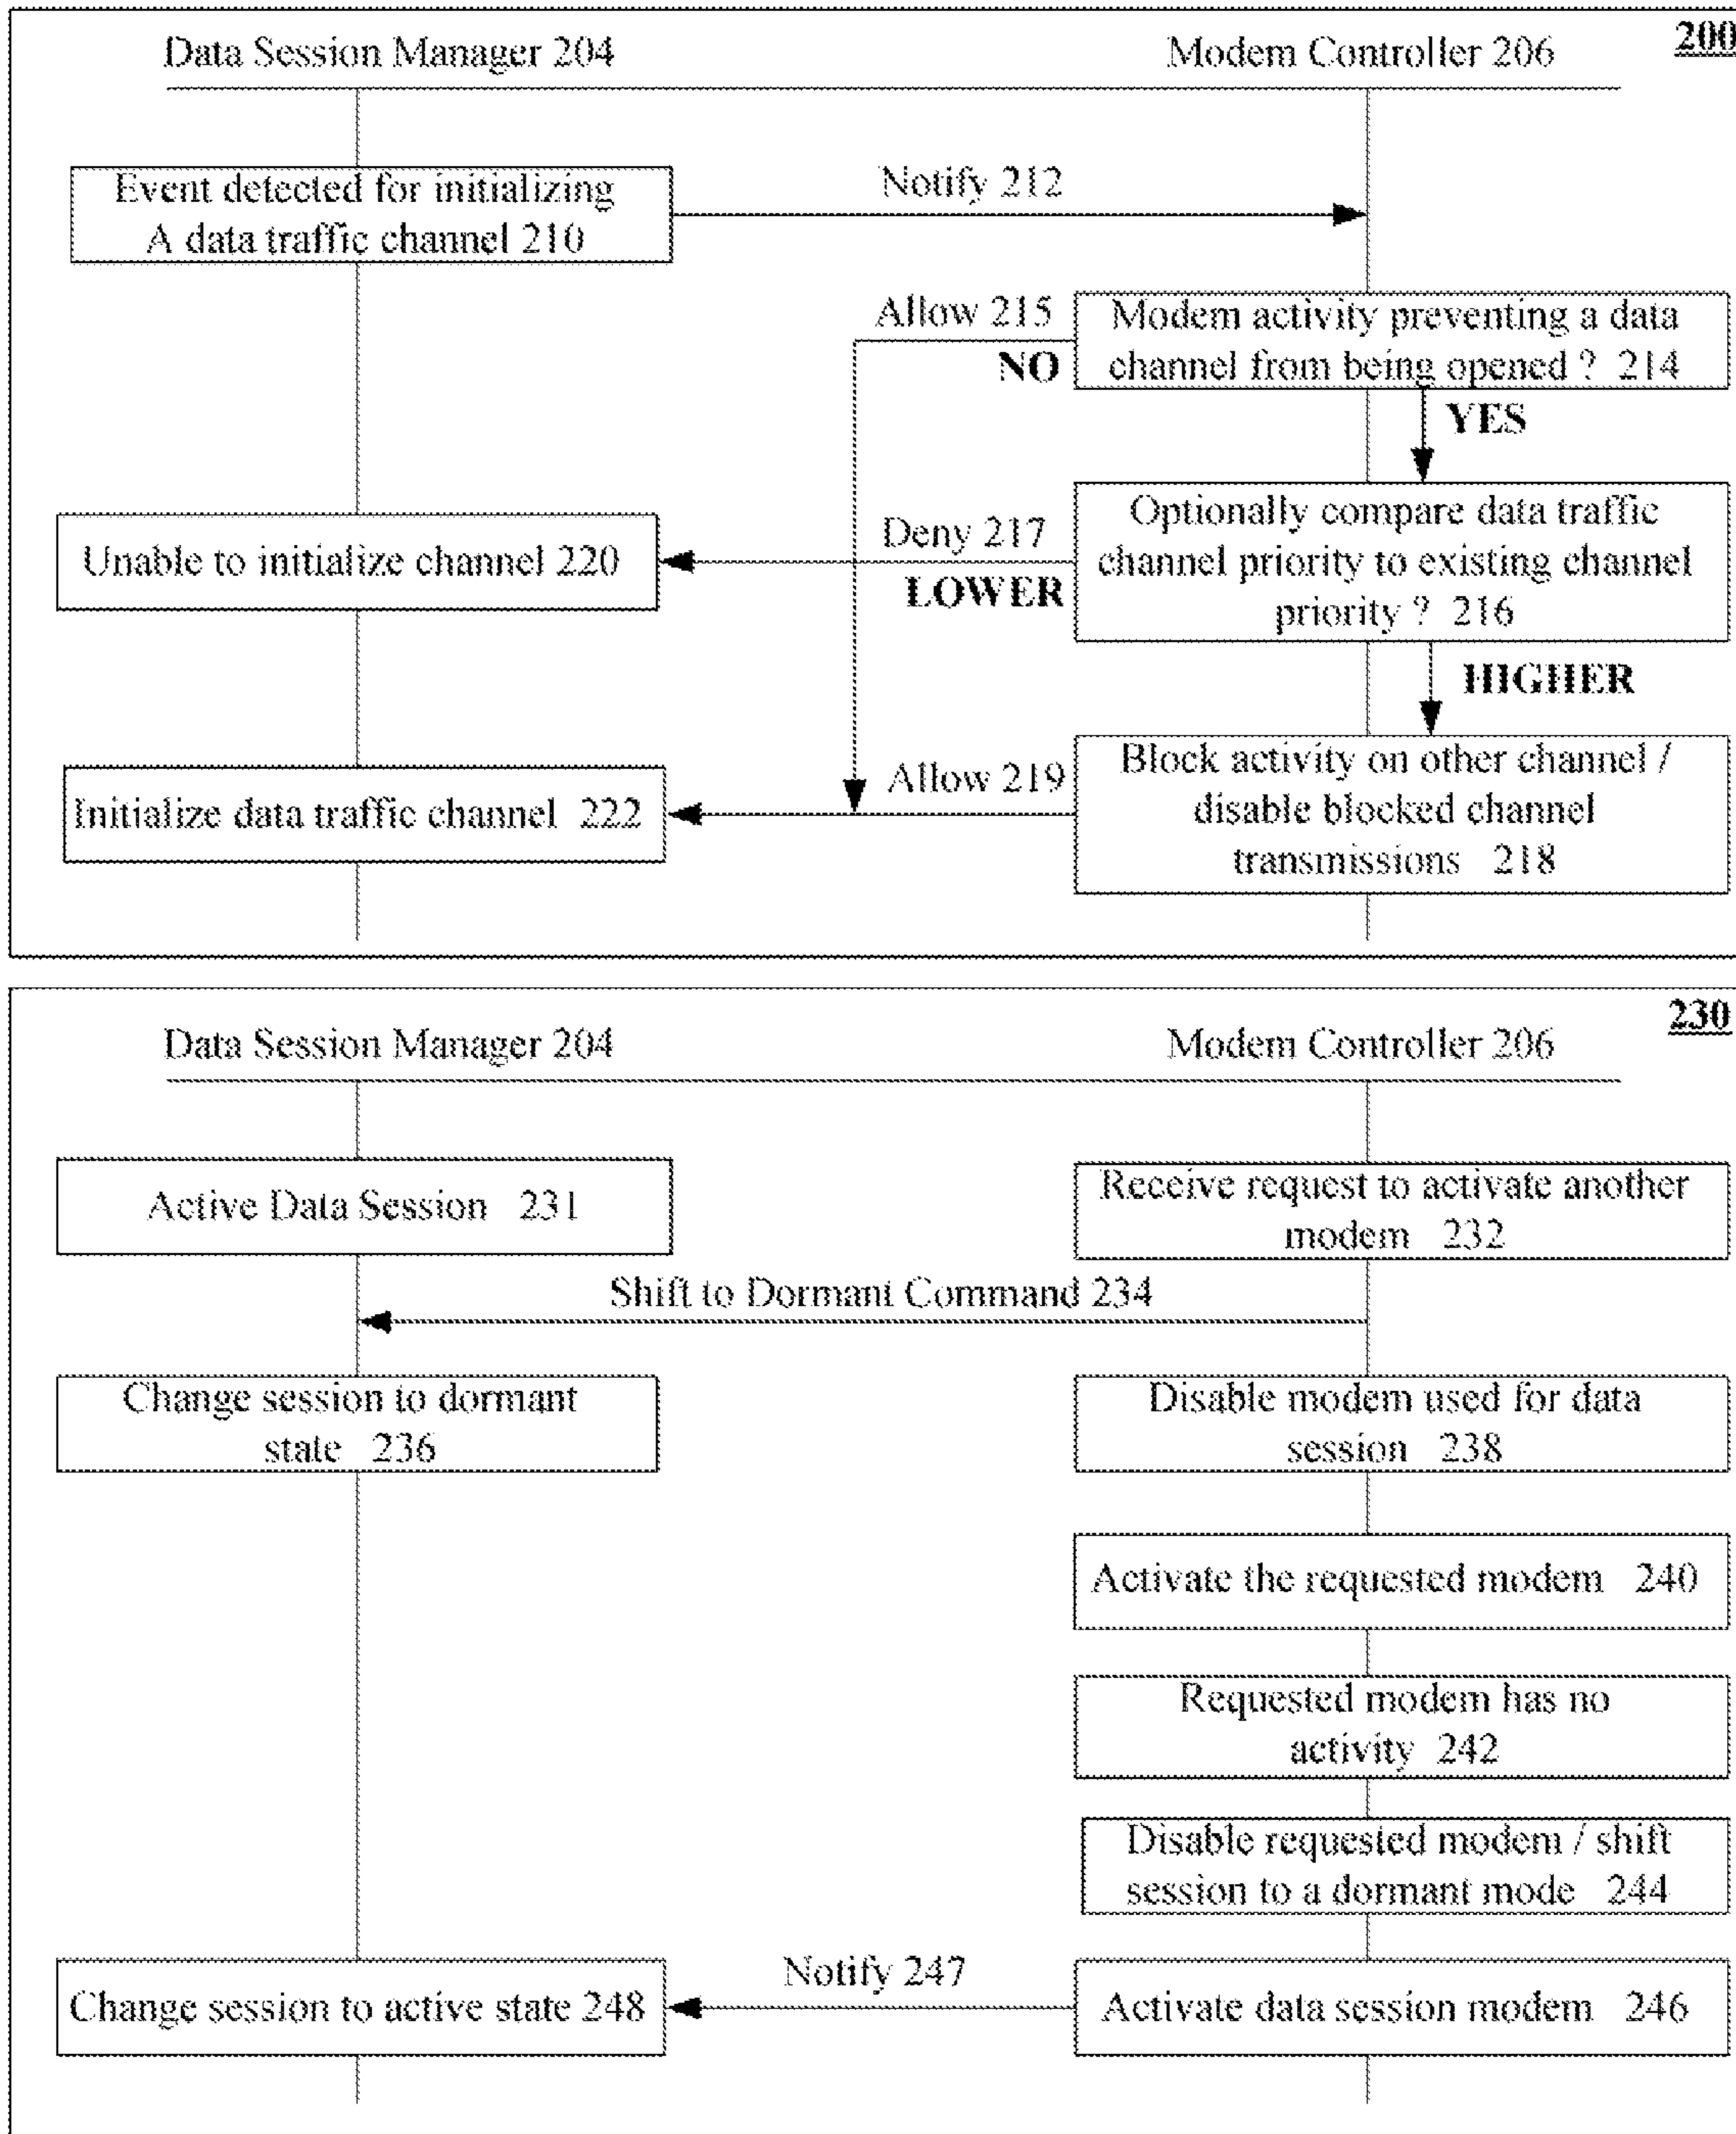 200
Data Session Manager 204
Modem Controller 206
Event detected for initializing
A data traffic channel 210
Notify 212
Allow 215
NO
Modem activity preventing a data
channel from being opened ? 214
YES
Unable to initialize channel 220
Deny 217
LOWER
Optionally compare data traffic
channel priority to existing channel
priority ? 216
HIGHER
Initialize data traffic channel 222
Allow 219
Block activity on other channel /
disable blocked channel
transmissions 218
230
Data Session Manager 204
Modem Controller 206
Active Data Session 231
Receive request to activate another
modem 232
Shift to Dormant Command 234
Change session to dormant
state 236
Disable modem used for data
session 238
Activate the requested modem 240
Requested modem has no
activity 242
Disable requested modem / shift
session to a dormant mode 244
Change session to active state 248
Notify 247
Activate data session modem 246